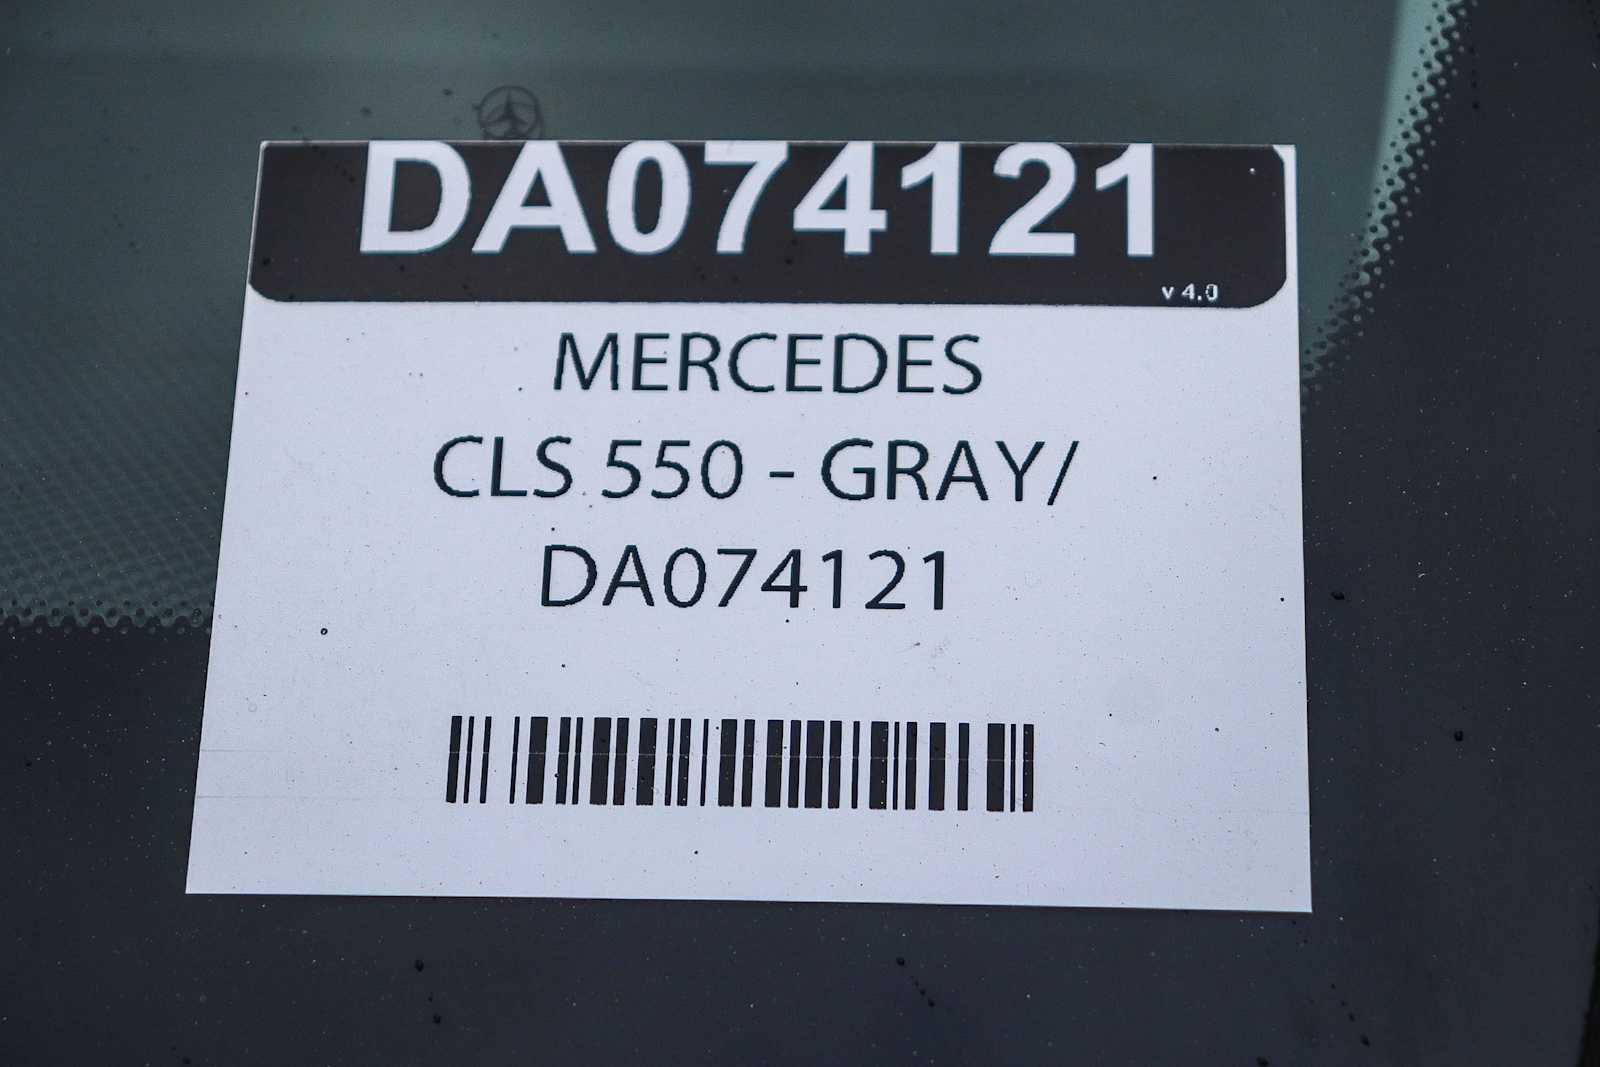 DA074121
v 4.0
MERCEDES
CLS 550 - GRAY/
DA074121